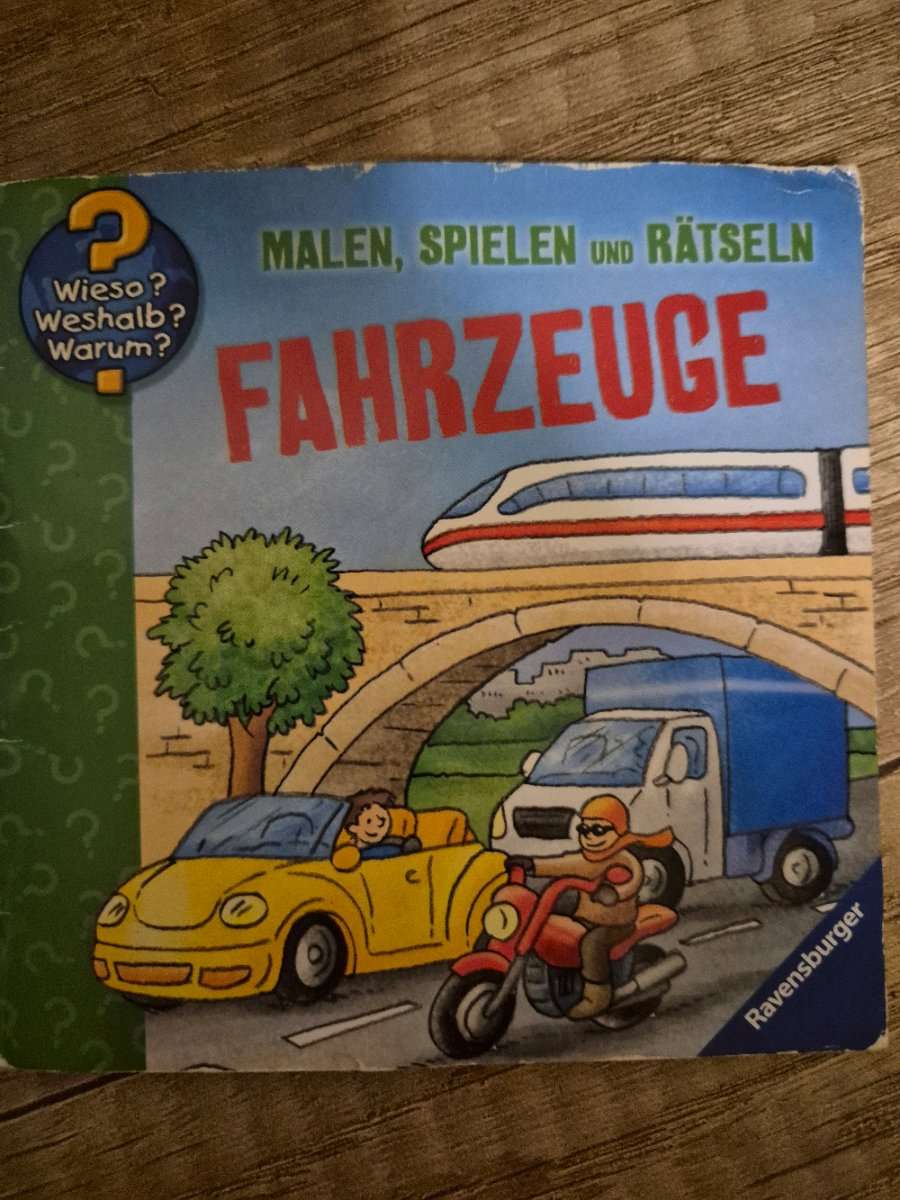 Wieso?
Weshalb?
Warum?
MALEN, SPIELEN UND RÄTSELN
FAHRZEUGE
Ravensburger